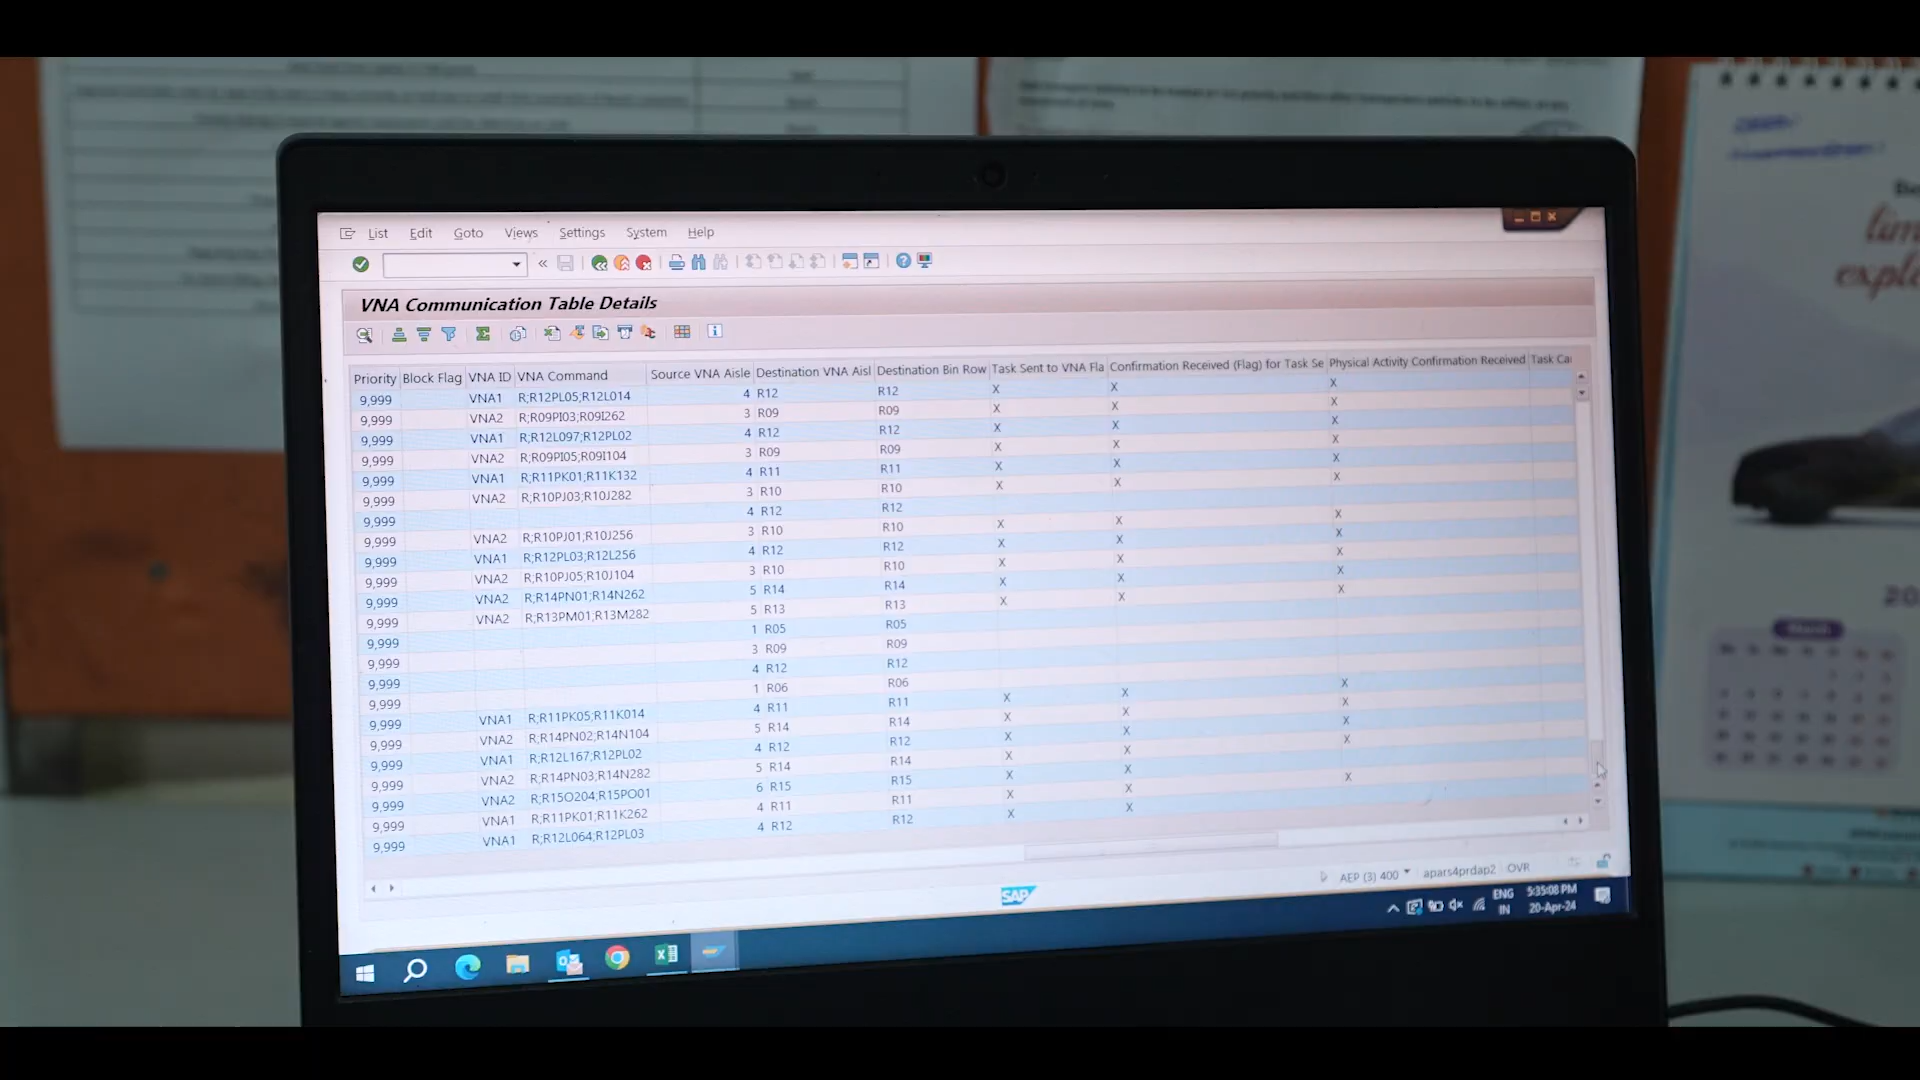 List Edit Goto Views Settings System Help
VNA Communication Table Details
Priority Block Flag VNA ID VNA Command Source VNA Aisle Destination VNA Aisl Destination Bin Row Task Sent to VNA Fla Confirmation Received (Flag) for Task Se Physical Activity Confirmation Received Task Ca
9,999 VNA1 R;R12PL05;R12L014 4 R12 R12 X X X
9,999 VNA2 R;R09PI03;R09I262 3 R09 R09 X X X
9,999 VNA1 R;R12L097;R12PL02 4 R12 R12 X X X
9,999 VNA2 R;R09PI05;R09I104 3 R09 R09 X X X
9,999 VNA1 R;R11PK01;R11K132 4 R11 R11 X X X
9,999 VNA2 R;R10PJ03;R10J282 3 R10 R10 X X X
9,999 4 R12 R12
9,999 VNA2 R;R10PJ01;R10J256 3 R10 R10 X X X
9,999 VNA1 R;R12PL03;R12L256 4 R12 R12 X X X
9,999 VNA2 R;R10PJ05;R10J104 3 R10 R10 X X X
9,999 VNA2 R;R14PN01;R14N262 5 R14 R14 X X X
9,999 VNA2 R;R13PM01;R13M282 5 R13 R13 X X X
9,999 1 R05 R05
9,999 3 R09 R09
9,999 4 R12 R12
9,999 1 R06 R06
9,999 VNA1 R;R11PK05;R11K014 4 R11 R11 X X X
9,999 VNA2 R;R14PN02;R14N104 5 R14 R14 X X X
9,999 VNA1 R;R12L167;R12PL02 4 R12 R12 X X X
9,999 VNA2 R;R14PN03;R14N282 5 R14 R14 X X X
9,999 VNA2 R;R15O204;R15PO01 6 R15 R15 X X
9,999 VNA1 R;R11PK01;R11K262 4 R11 R11 X X X
9,999 VNA1 R;R12L064;R12PL03 4 R12 R12 X X
SAP
AEP (3) 400 apars4prdap2 OVR
ENG 5:35:08 PM
IN 20-Apr-24
Be
lim
explo
20
March